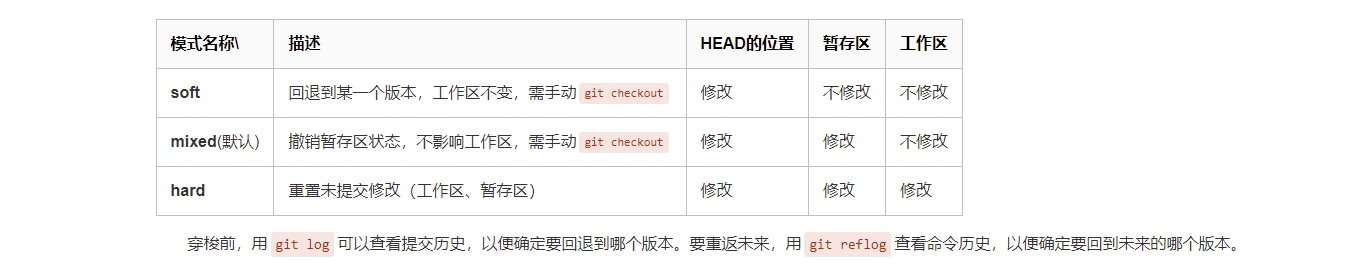 模式名称\ 描述 HEAD的位置 暂存区 工作区
soft 回退到某一个版本，工作区不变，需手动 git checkout 修改 不修改 不修改
mixed(默认) 撤销暂存区状态，不影响工作区，需手动 git checkout 修改 修改 不修改
hard 重置未提交修改（工作区、暂存区） 修改 修改 修改
穿梭前，用 git log 可以查看提交历史，以便确定要回退到哪个版本。要重返未来，用 git reflog 查看命令历史，以便确定要回到未来的哪个版本。